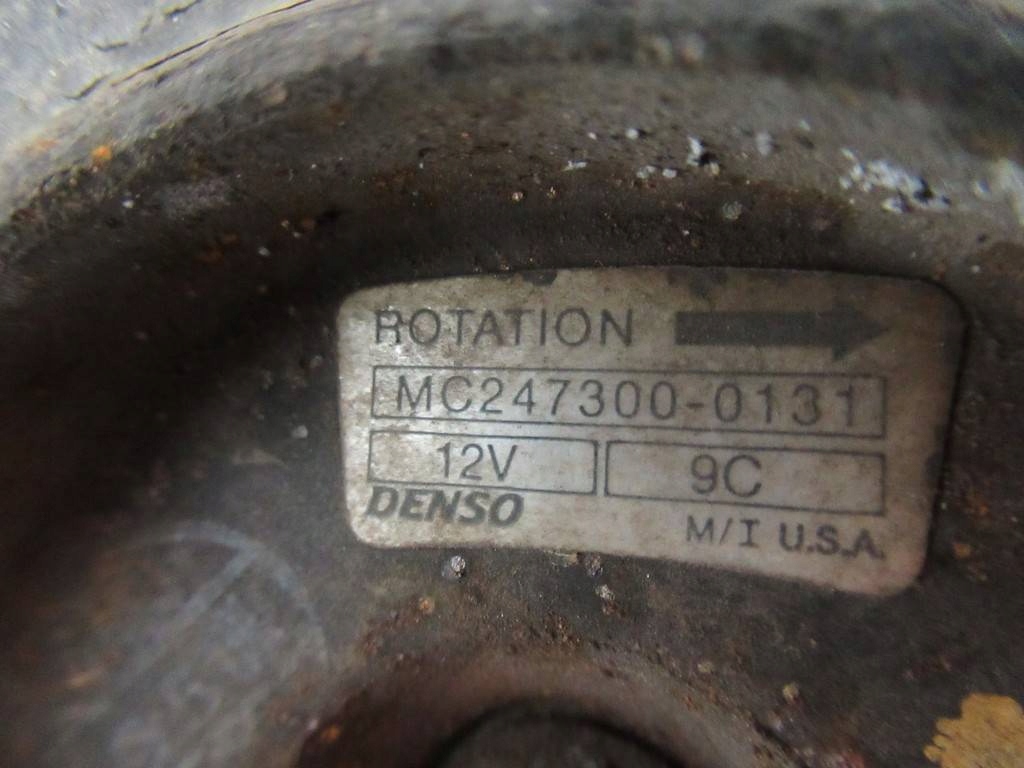 ROTATION
MC247300-0131
12V 9C
DENSO
M/I U.S.A.